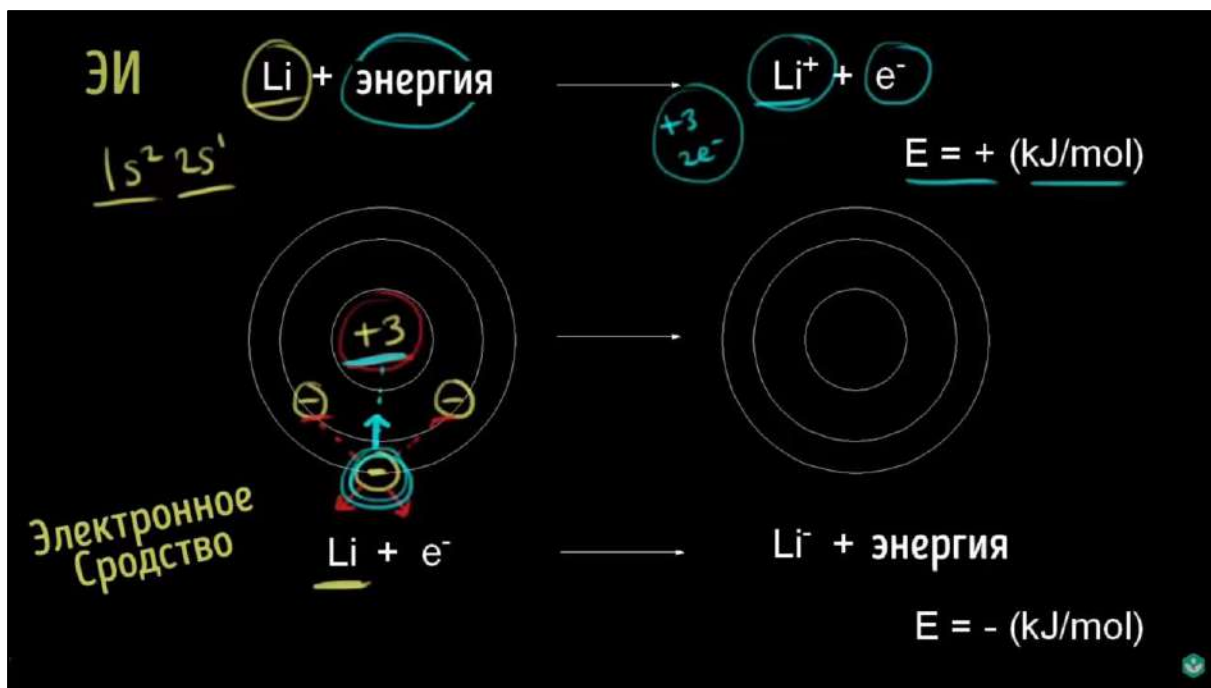 ЭИ
Li + энергия → Li⁺ + e⁻
+3
2e⁻
1s² 2s¹
E = + (kJ/mol)
+3
- -
-
Электронное
Сродство
Li + e⁻ → Li⁻ + энергия
E = - (kJ/mol)